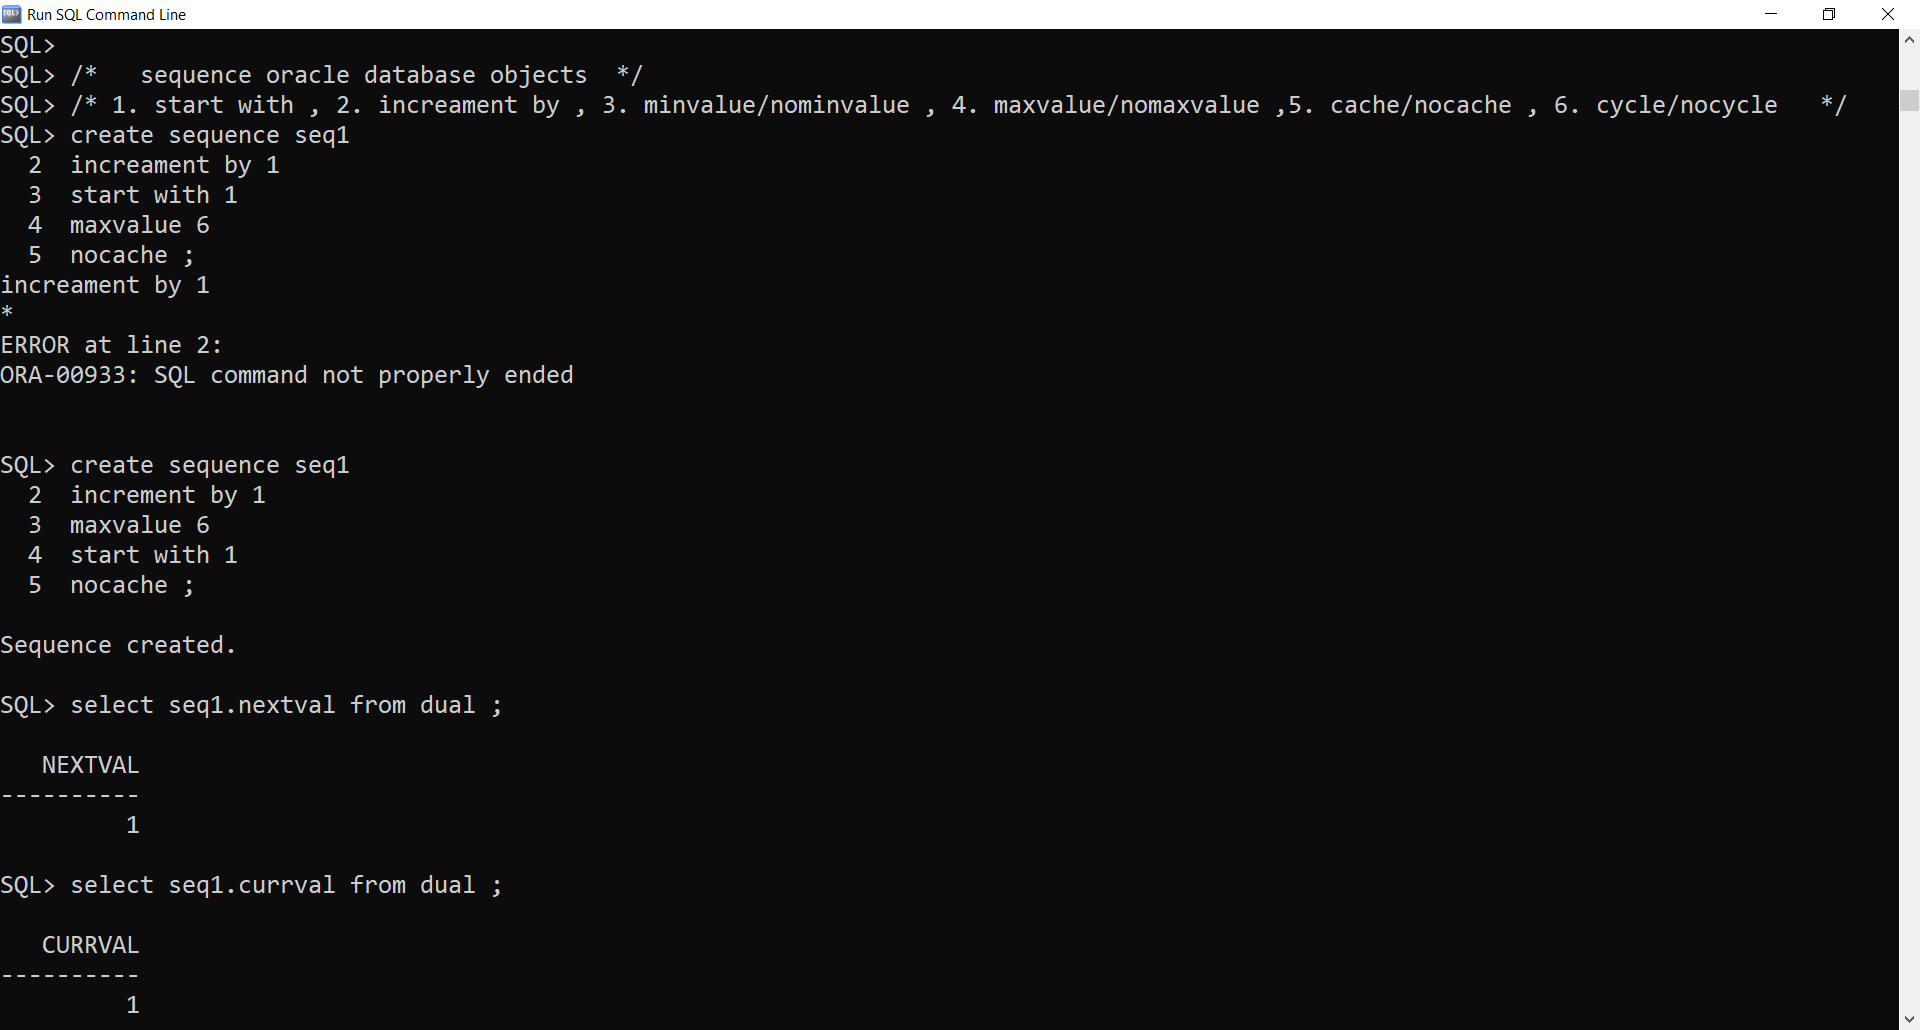 Run SQL Command Line
SQL>
SQL> /*   sequence oracle database objects  */
SQL> /* 1. start with , 2. increament by , 3. minvalue/nominvalue , 4. maxvalue/nomaxvalue ,5. cache/nocache , 6. cycle/nocycle   */
SQL> create sequence seq1
  2  increament by 1
  3  start with 1
  4  maxvalue 6
  5  nocache ;
increament by 1
*
ERROR at line 2:
ORA-00933: SQL command not properly ended
SQL> create sequence seq1
  2  increment by 1
  3  maxvalue 6
  4  start with 1
  5  nocache ;
Sequence created.
SQL> select seq1.nextval from dual ;
   NEXTVAL
----------
         1
SQL> select seq1.currval from dual ;
   CURRVAL
----------
         1